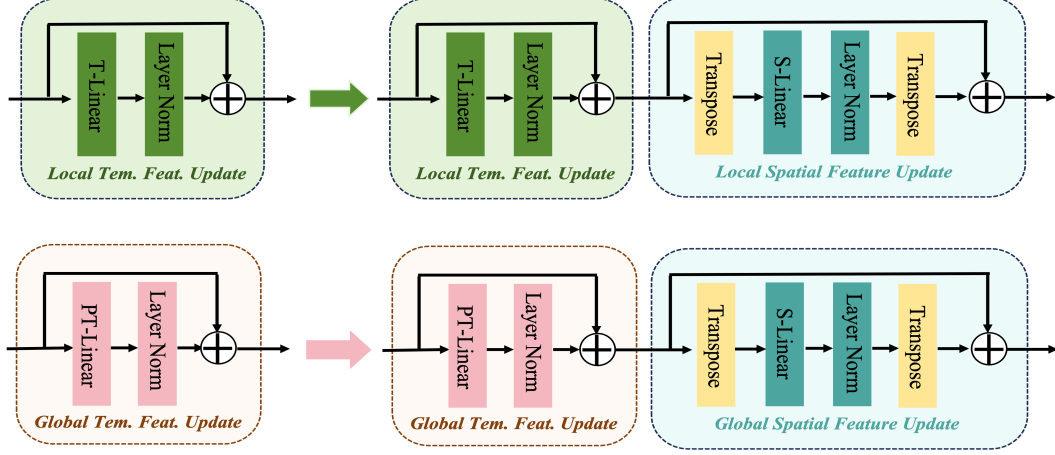 T-Linear
Layer Norm
Local Tem. Feat. Update
T-Linear
Layer Norm
Local Tem. Feat. Update
Transpose
S-Linear
Layer Norm
Transpose
Local Spatial Feature Update
PT-Linear
Layer Norm
Global Tem. Feat. Update
PT-Linear
Layer Norm
Global Tem. Feat. Update
Transpose
S-Linear
Layer Norm
Transpose
Global Spatial Feature Update